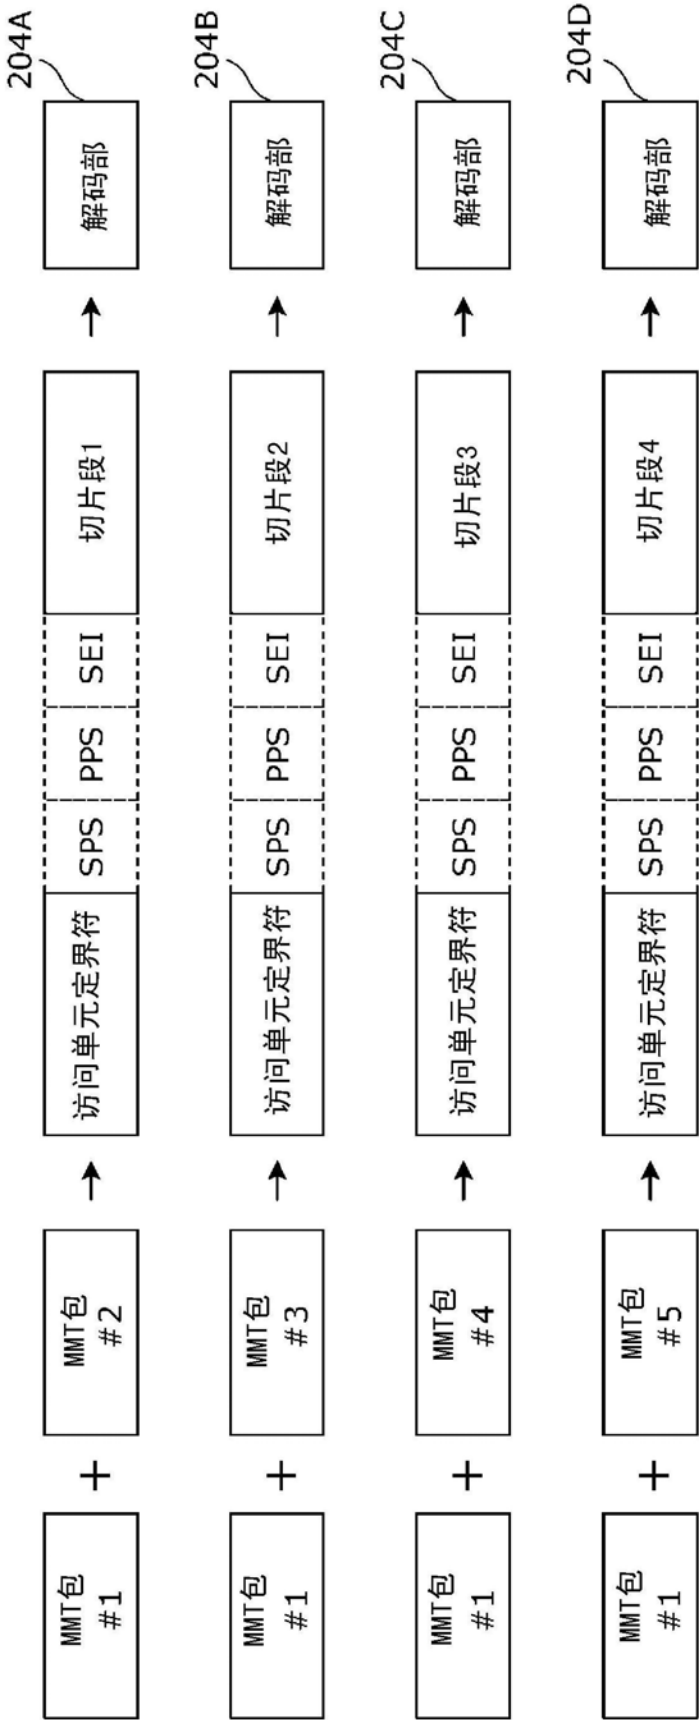 MMT包
#1
+
MMT包
#2
访问单元定界符
SPS
PPS
SEI
切片段1
解码部
204A
MMT包
#1
+
MMT包
#3
访问单元定界符
SPS
PPS
SEI
切片段2
解码部
204B
MMT包
#1
+
MMT包
#4
访问单元定界符
SPS
PPS
SEI
切片段3
解码部
204C
MMT包
#1
+
MMT包
#5
访问单元定界符
SPS
PPS
SEI
切片段4
解码部
204D